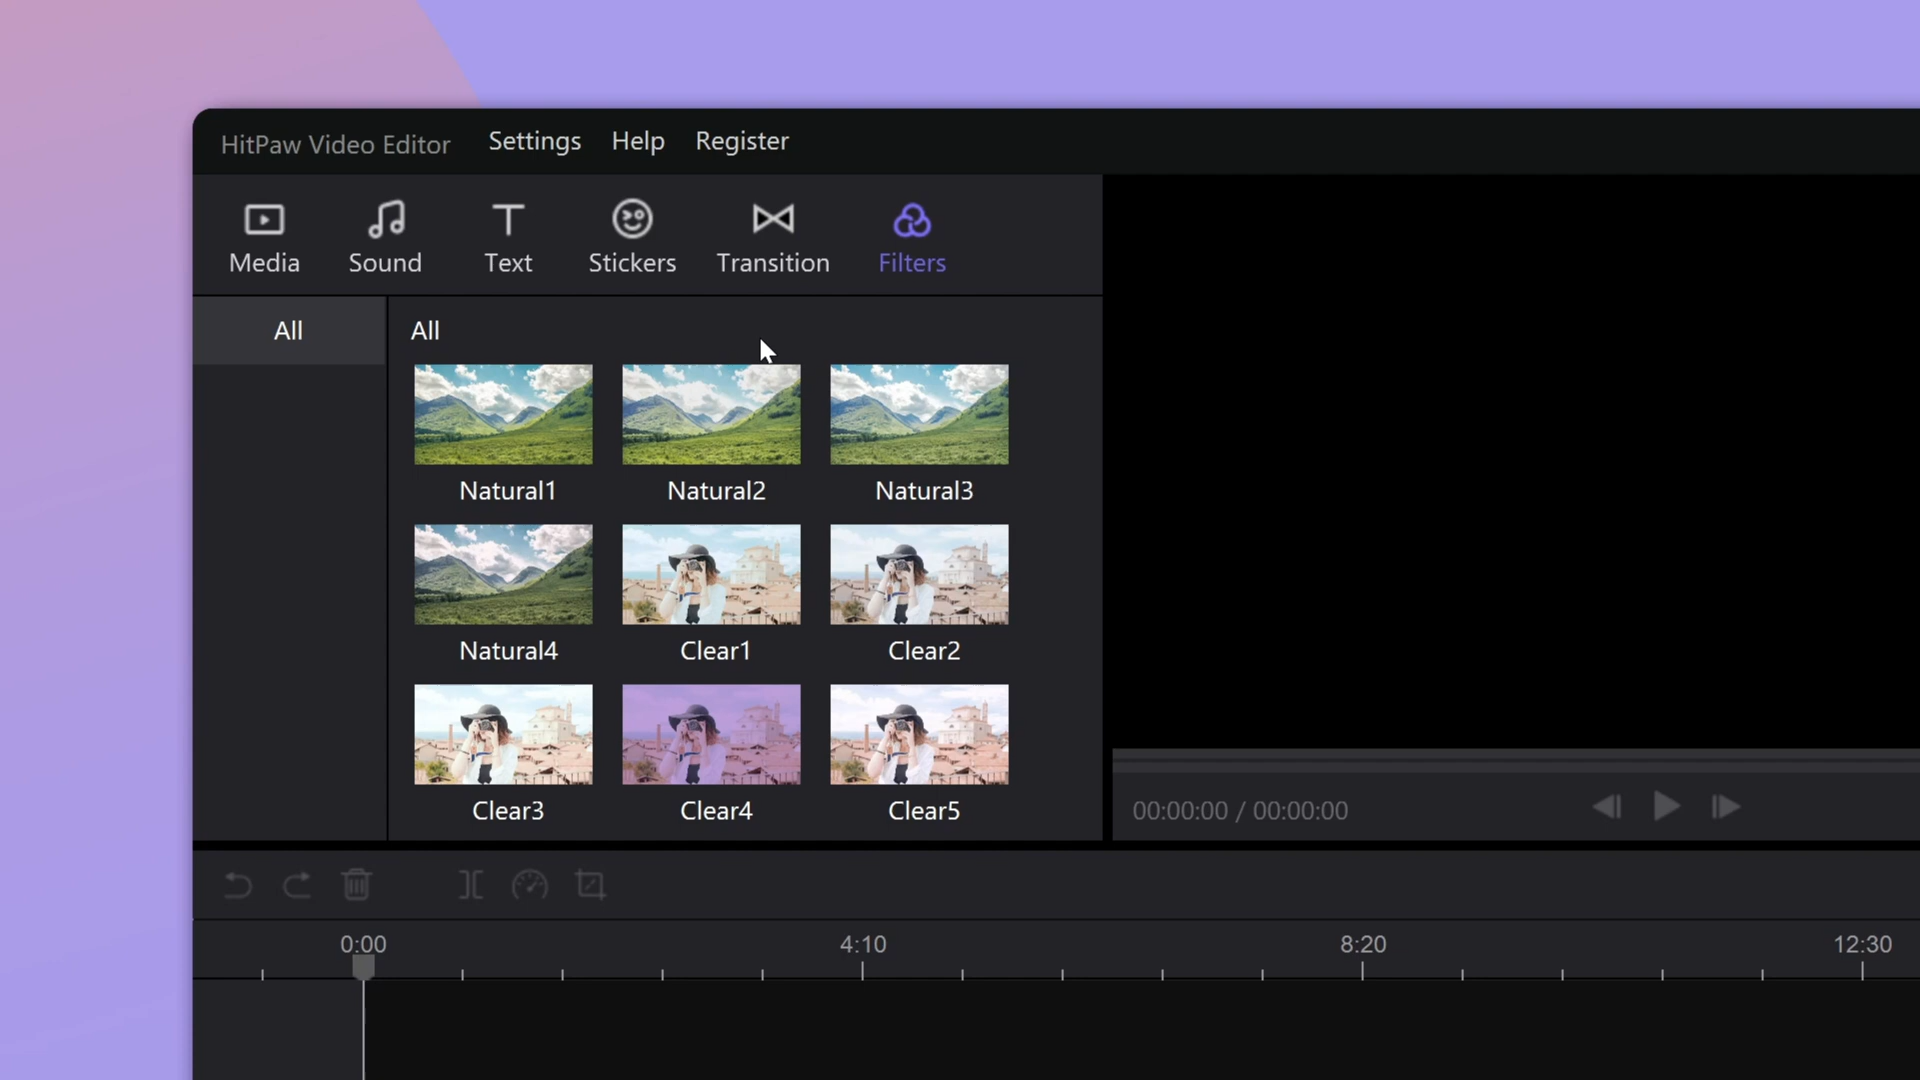 HitPaw Video Editor Settings Help Register
Media Sound Text Stickers Transition Filters
All
All
Natural1 Natural2 Natural3
Natural4 Clear1 Clear2
Clear3 Clear4 Clear5
00:00:00 / 00:00:00
0:00 4:10 8:20 12:30